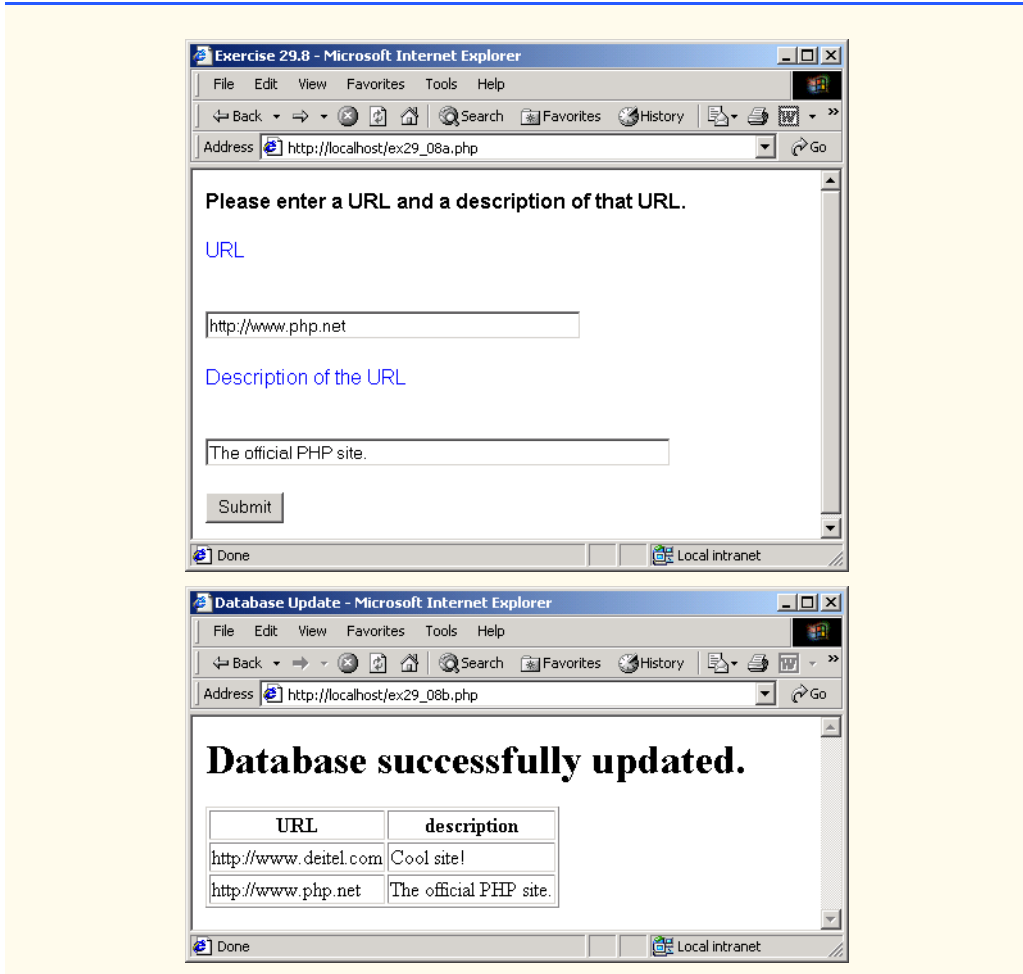 Exercise 29.8 - Microsoft Internet Explorer
File Edit View Favorites Tools Help
Back Search Favorites History »
Address http://localhost/ex29_08a.php Go
Please enter a URL and a description of that URL.
URL
http://www.php.net
Description of the URL
The official PHP site.
Submit
Done Local intranet
Database Update - Microsoft Internet Explorer
File Edit View Favorites Tools Help
Back Search Favorites History »
Address http://localhost/ex29_08b.php Go
Database successfully updated.
URL description
http://www.deitel.com Cool site!
http://www.php.net The official PHP site.
Done Local intranet